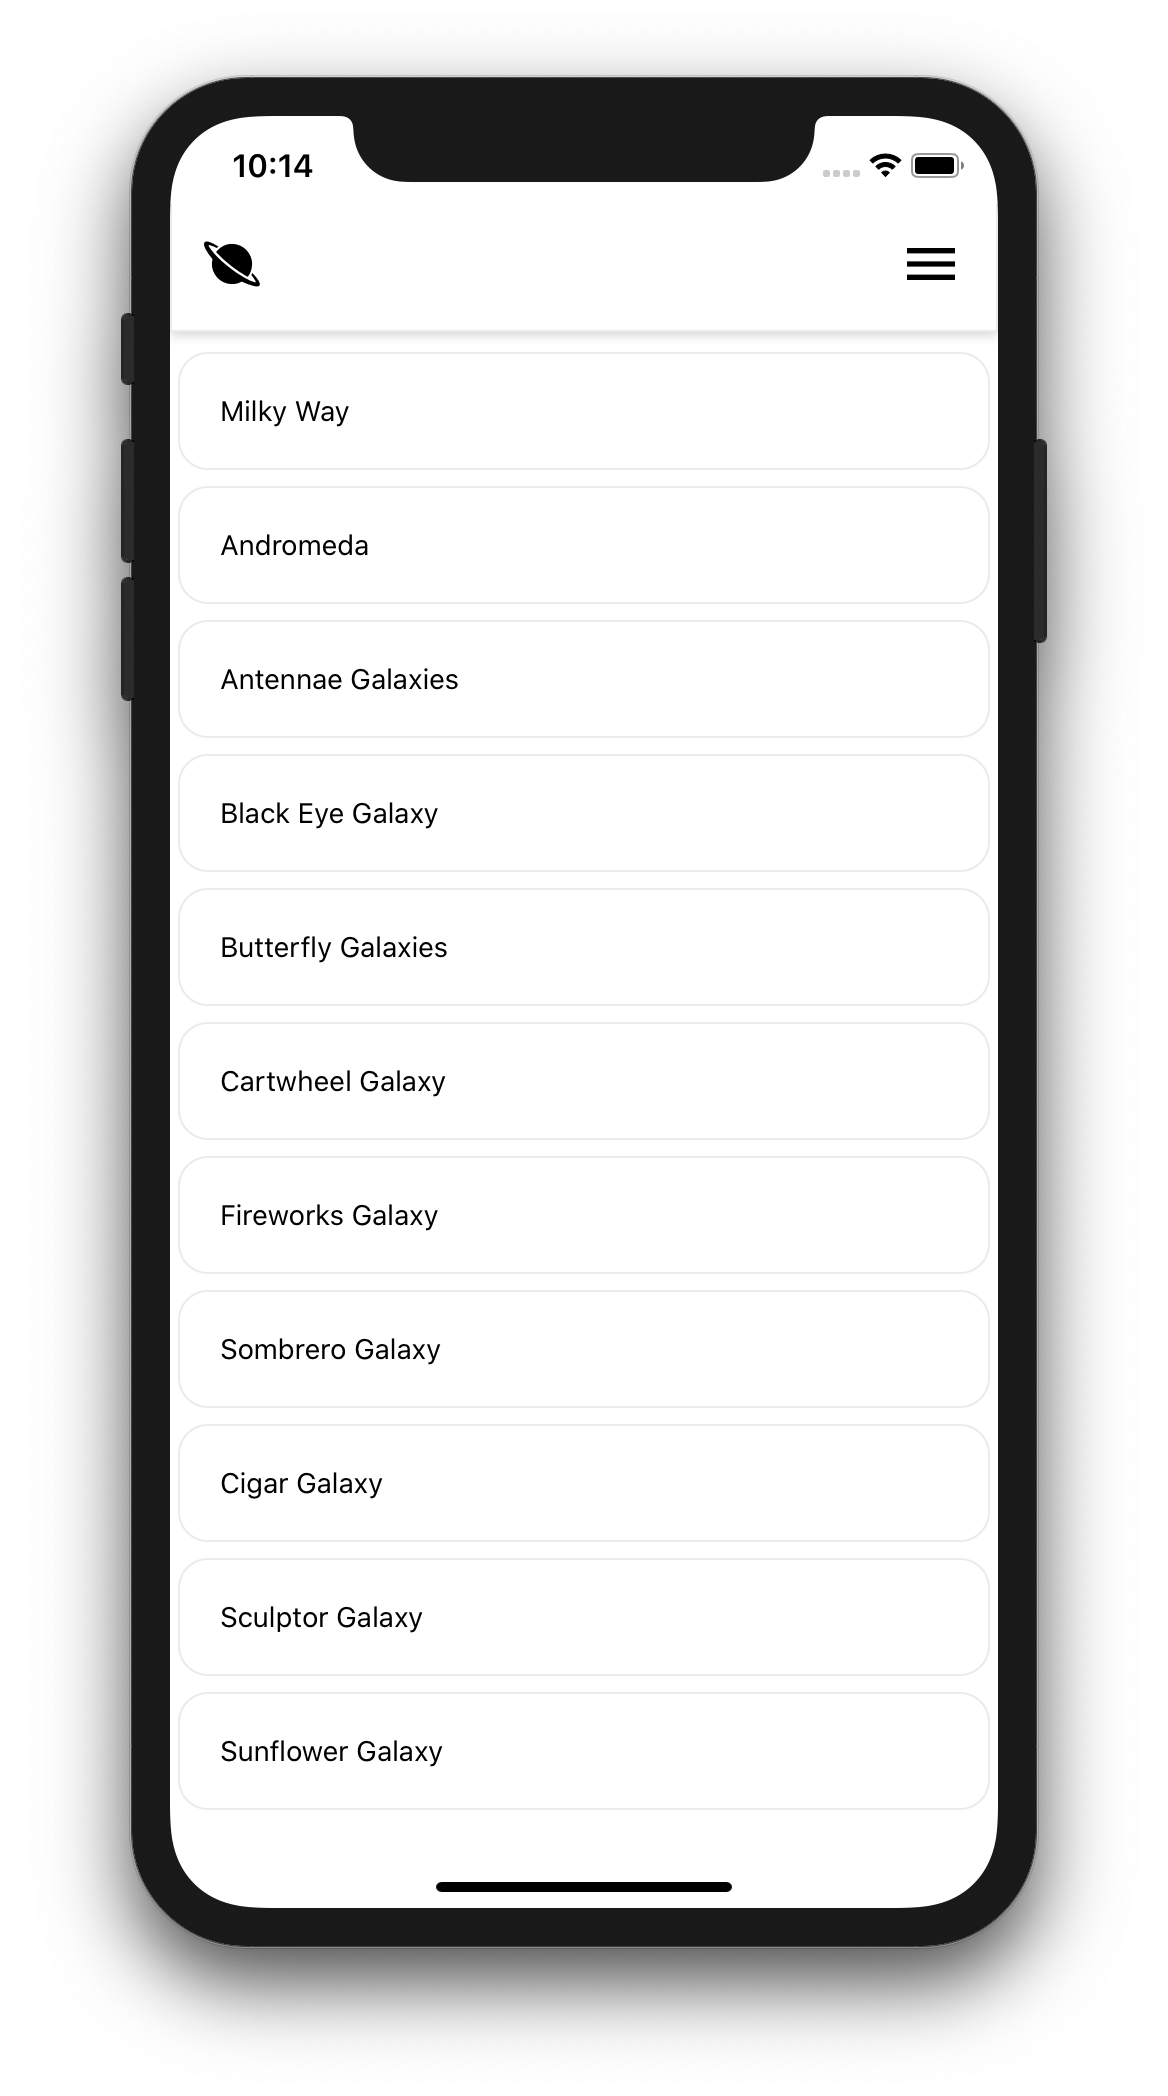 10:14
Milky Way
Andromeda
Antennae Galaxies
Black Eye Galaxy
Butterfly Galaxies
Cartwheel Galaxy
Fireworks Galaxy
Sombrero Galaxy
Cigar Galaxy
Sculptor Galaxy
Sunflower Galaxy